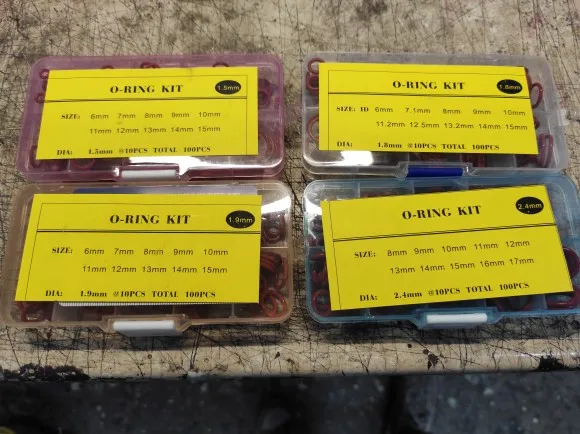 O-RING KIT 1.5mm
SIZE: 6mm 7mm 8mm 9mm 10mm
11mm 12mm 13mm 14mm 15mm
DIA: 1.5mm @10PCS TOTAL 100PCS
O-RING KIT 1.8mm
SIZE: ID 6mm 7.1mm 8mm 9mm 10mm
11.2mm 12.5mm 13.2mm 14mm 15mm
DIA: 1.8mm @10PCS TOTAL 100PCS
O-RING KIT 1.9mm
SIZE: 6mm 7mm 8mm 9mm 10mm
11mm 12mm 13mm 14mm 15mm
DIA: 1.9mm @10PCS TOTAL 100PCS
O-RING KIT 2.4mm
SIZE: 8mm 9mm 10mm 11mm 12mm
13mm 14mm 15mm 16mm 17mm
DIA: 2.4mm @10PCS TOTAL 100PCS